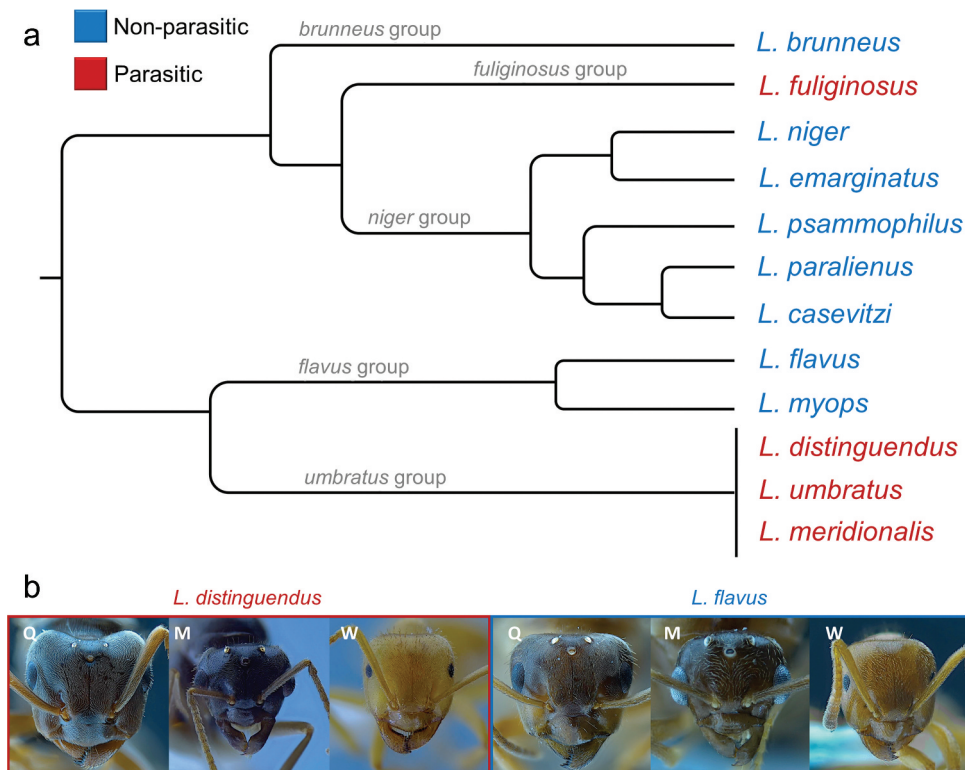 a
Non-parasitic
Parasitic
brunneus group
L. brunneus
fuliginosus group
L. fuliginosus
L. niger
L. emarginatus
niger group
L. psammophilus
L. paralienus
L. casevitzi
flavus group
L. flavus
L. myops
L. distinguendus
umbratus group
L. umbratus
L. meridionalis
b
L. distinguendus
L. flavus
Q M W Q M W